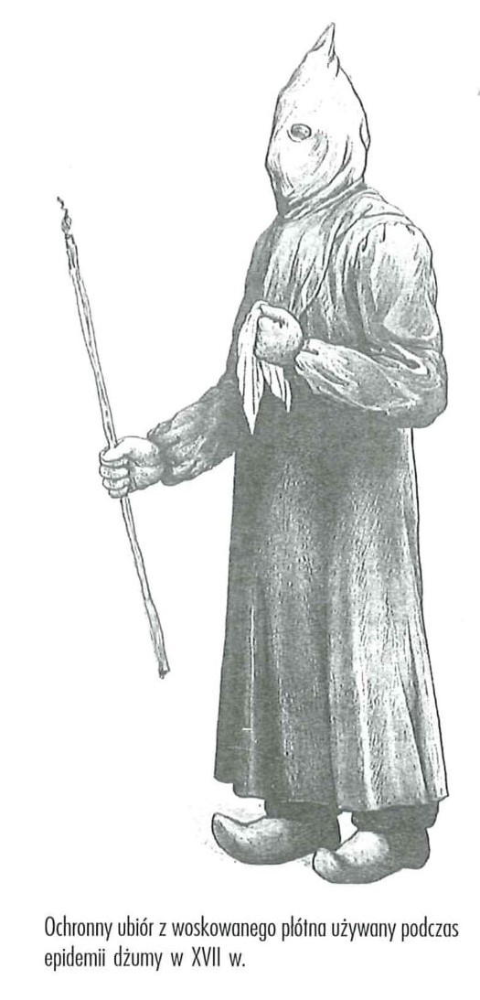 Ochronny ubiór z woskowanego płótna używany podczas
epidemii dżumy w XVII w.